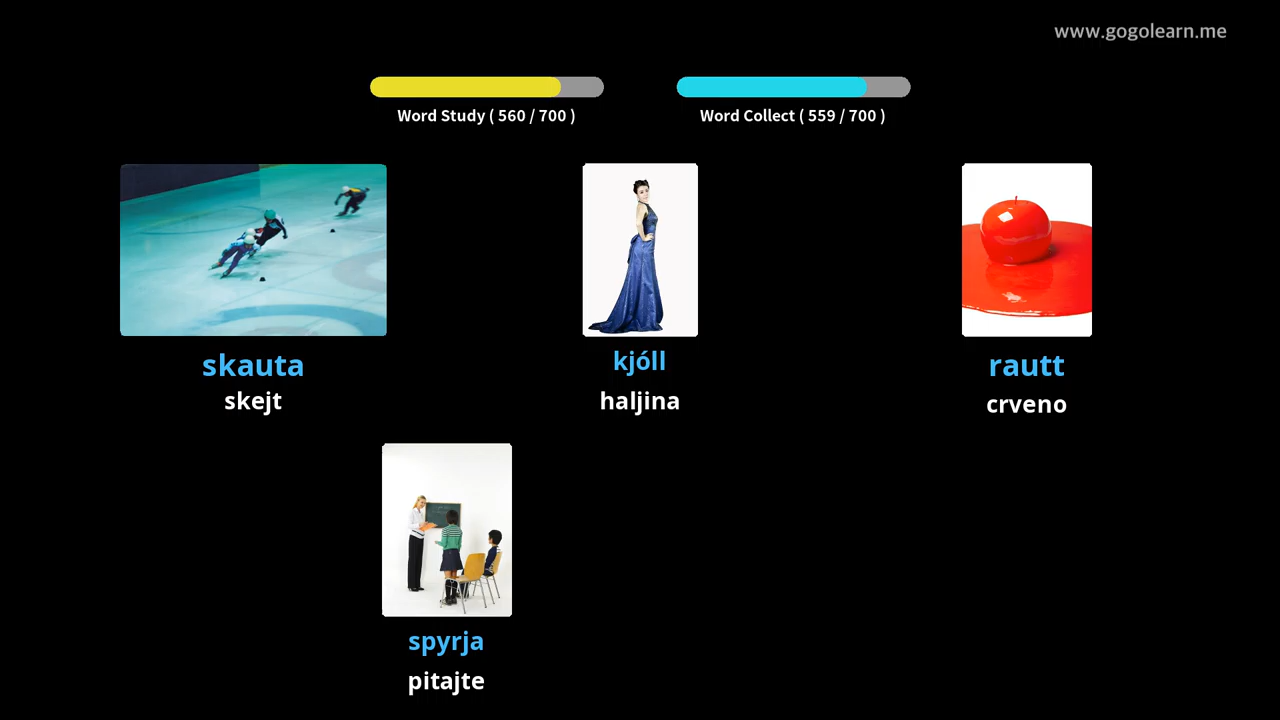 www.gogolearn.me
Word Study ( 560 / 700 )
Word Collect ( 559 / 700 )
skauta
skejt
kjóll
haljina
rautt
crveno
spyrja
pitajte